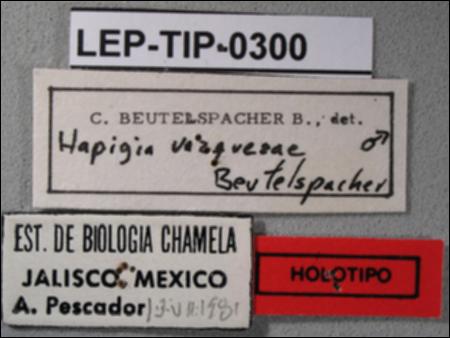 LEP-TIP-0300
C. BEUTELSPACHER B., det.
Hapigia vazquezae ♂
Beutelspacher
EST. DE BIOLOGIA CHAMELA
JALISCO MEXICO
A. Pescador
HOLOTIPO